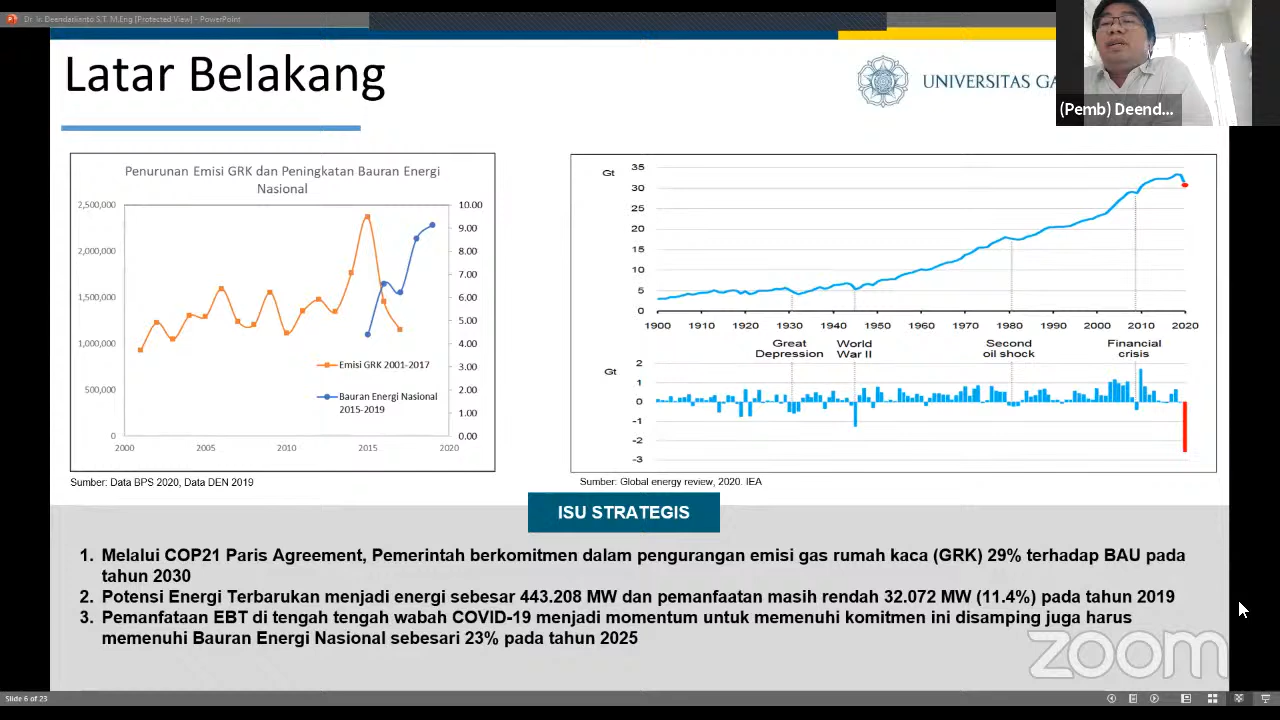 Dr. Ir. Deendarlianto S.T. M.Eng [Protected View] - PowerPoint
Latar Belakang
UNIVERSITAS GA
(Pemb) Deend...
Penurunan Emisi GRK dan Peningkatan Bauran Energi
Nasional
2,500,000
2,000,000
1,500,000
1,000,000
500,000
0
10.00
9.00
8.00
7.00
6.00
5.00
4.00
3.00
2.00
1.00
0.00
Emisi GRK 2001-2017
Bauran Energi Nasional
2015-2019
2000 2005 2010 2015 2020
Sumber: Data BPS 2020, Data DEN 2019
Gt
35
30
25
20
15
10
5
0
1900 1910 1920 1930 1940 1950 1960 1970 1980 1990 2000 2010 2020
Great
Depression
World
War II
Second
oil shock
Financial
crisis
Gt
2
1
0
-1
-2
-3
Sumber: Global energy review, 2020. IEA
ISU STRATEGIS
1. Melalui COP21 Paris Agreement, Pemerintah berkomitmen dalam pengurangan emisi gas rumah kaca (GRK) 29% terhadap BAU pada
tahun 2030
2. Potensi Energi Terbarukan menjadi energi sebesar 443.208 MW dan pemanfaatan masih rendah 32.072 MW (11.4%) pada tahun 2019
3. Pemanfataan EBT di tengah tengah wabah COVID-19 menjadi momentum untuk memenuhi komitmen ini disamping juga harus
memenuhi Bauran Energi Nasional sebesari 23% pada tahun 2025
zoom
Slide 6 of 23